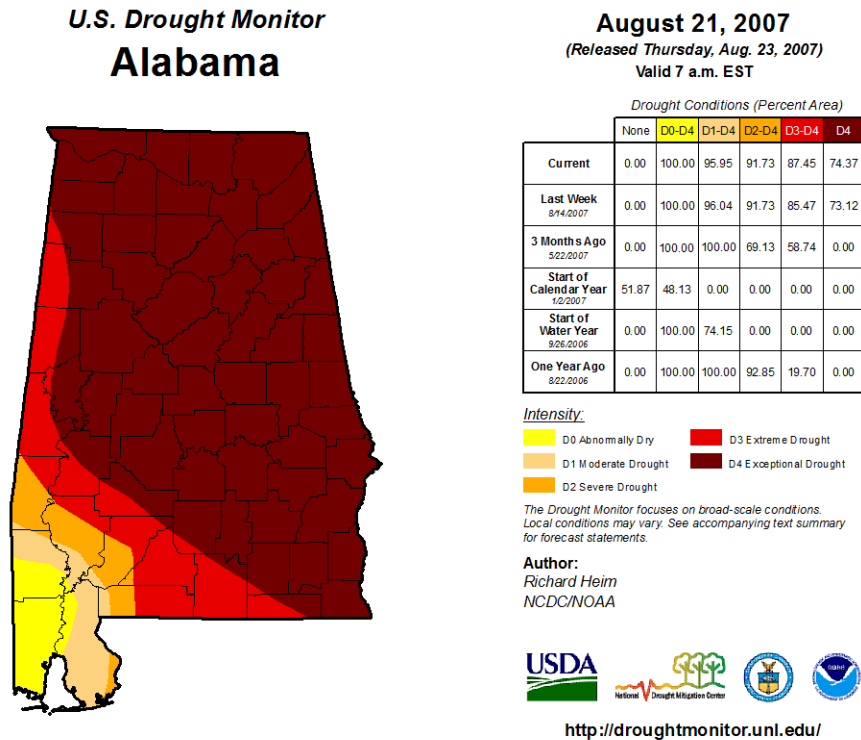 U.S. Drought Monitor
Alabama
August 21, 2007
(Released Thursday, Aug. 23, 2007)
Valid 7 a.m. EST
Drought Conditions (Percent Area)
None D0-D4 D1-D4 D2-D4 D3-D4 D4
Current 0.00 100.00 95.95 91.73 87.45 74.37
Last Week
8/14/2007
0.00 100.00 96.04 91.73 85.47 73.12
3 Months Ago
5/22/2007
0.00 100.00 100.00 69.13 58.74 0.00
Start of
Calendar Year
1/2/2007
51.87 48.13 0.00 0.00 0.00 0.00
Start of
Water Year
9/26/2006
0.00 100.00 74.15 0.00 0.00 0.00
One Year Ago
8/22/2006
0.00 100.00 100.00 92.85 19.70 0.00
Intensity:
D0 Abnormally Dry
D1 Moderate Drought
D2 Severe Drought
D3 Extreme Drought
D4 Exceptional Drought
The Drought Monitor focuses on broad-scale conditions.
Local conditions may vary. See accompanying text summary
for forecast statements.
Author:
Richard Heim
NCDC/NOAA
USDA
National Drought Mitigation Center
http://droughtmonitor.unl.edu/